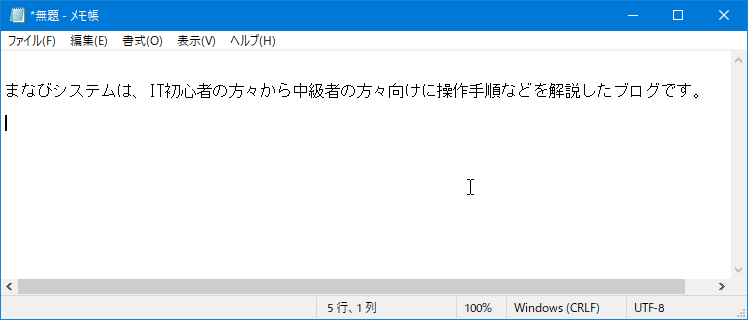 *無題 - メモ帳
ファイル(F) 編集(E) 書式(O) 表示(V) ヘルプ(H)
まなびシステムは、IT初心者の方々から中級者の方々向けに操作手順などを解説したブログです。
5 行、1 列 100% Windows (CRLF) UTF-8